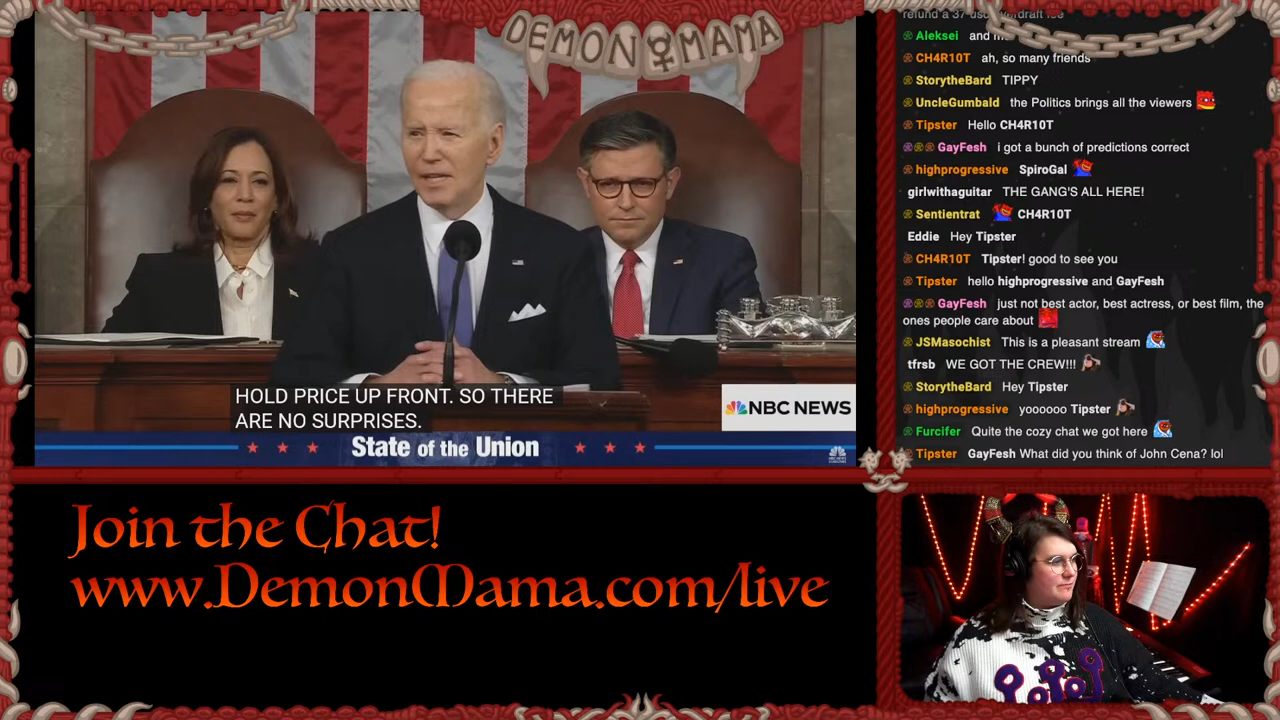 DEMON MAMA
HOLD PRICE UP FRONT. SO THERE
ARE NO SURPRISES.
NBC NEWS
State of the Union
Aleksei and
CH4R10T ah, so many friends
StorytheBard TIPPY
UncleGumbald the Politics brings all the viewers
Tipster Hello CH4R10T
GayFesh i got a bunch of predictions correct
highprogressive SpiroGal
girlwithaguitar THE GANG'S ALL HERE!
Sentientrat CH4R10T
Eddie Hey Tipster
CH4R10T Tipster! good to see you
Tipster hello highprogressive and GayFesh
GayFesh just not best actor, best actress, or best film, the
ones people care about
JSMasochist This is a pleasant stream
tfrsb WE GOT THE CREW!!!
StorytheBard Hey Tipster
highprogressive yoooooo Tipster
Furcifer Quite the cozy chat we got here
Tipster GayFesh What did you think of John Cena? lol
Join the Chat!
www.DemonMama.com/live